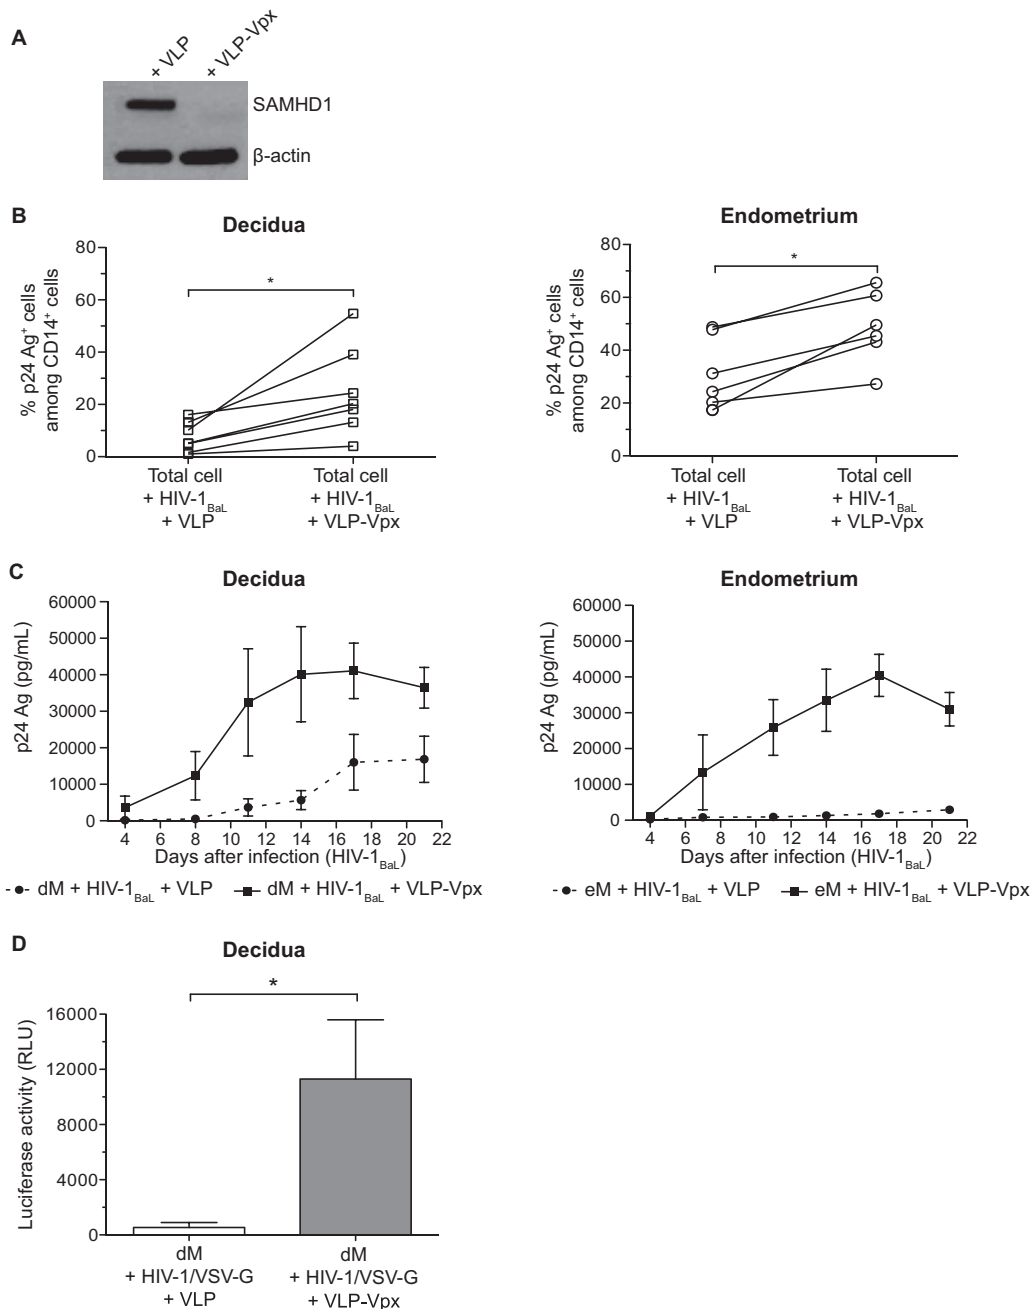 A
+ VLP
+ VLP-Vpx
SAMHD1
β-actin
B
Decidua
% p24 Ag⁺ cells
among CD14⁺ cells
80
60
40
20
0
*
Total cell
+ HIV-1BaL
+ VLP
Total cell
+ HIV-1BaL
+ VLP-Vpx
Endometrium
% p24 Ag⁺ cells
among CD14⁺ cells
80
60
40
20
0
*
Total cell
+ HIV-1BaL
+ VLP
Total cell
+ HIV-1BaL
+ VLP-Vpx
C
Decidua
p24 Ag (pg/mL)
60000
50000
40000
30000
20000
10000
0
4 6 8 10 12 14 16 18 20 22
Days after infection (HIV-1BaL)
dM + HIV-1BaL + VLP dM + HIV-1BaL + VLP-Vpx
Endometrium
p24 Ag (pg/mL)
60000
50000
40000
30000
20000
10000
0
4 6 8 10 12 14 16 18 20 22
Days after infection (HIV-1BaL)
eM + HIV-1BaL + VLP eM + HIV-1BaL + VLP-Vpx
D
Decidua
*
Luciferase activity (RLU)
16000
12000
8000
4000
0
dM
+ HIV-1/VSV-G
+ VLP
dM
+ HIV-1/VSV-G
+ VLP-Vpx